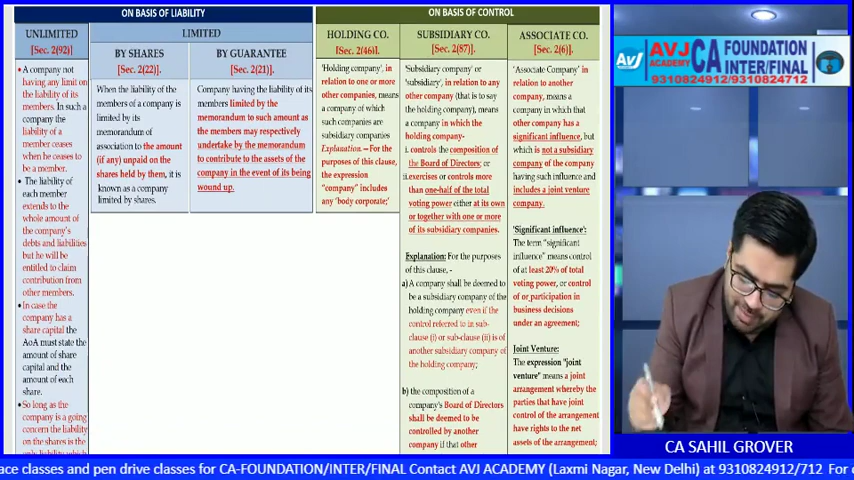 ON BASIS OF LIABILITY
UNLIMITED
[Sec. 2(92)]
• A company not
having any limit on
the liability of its
members. In such a
company the
liability of a
member ceases
when he ceases to
be a member.
• The liability of
each member
extends to the
whole amount of
the company's
debts and liabilities
but he will be
entitled to claim
contribution from
other members.
• In case the
company has a
share capital the
AoA must state the
amount of share
capital and the
amount of each
share.
• So long as the
company is a going
concern the liability
on the shares is the
only liability which
LIMITED
BY SHARES
[Sec. 2(22)].
When the liability of the
members of a company is
limited by its
memorandum of
association to the amount
(if any) unpaid on the
shares held by them, it is
known as a company
limited by shares.
BY GUARANTEE
[Sec. 2(21)].
Company having the liability of its
members limited by the
memorandum to such amount as
the members may respectively
undertake by the memorandum
to contribute to the assets of the
company in the event of its being
wound up.
ON BASIS OF CONTROL
HOLDING CO.
[Sec. 2(46)].
'Holding company', in
relation to one or more
other companies, means
a company of which
such companies are
subsidiary companies
Explanation. – For the
purposes of this clause,
the expression
"company" includes
any 'body corporate;'
SUBSIDIARY CO.
[Sec. 2(87)].
'Subsidiary company' or
'subsidiary', in relation to any
other company (that is to say
the holding company), means
a company in which the
holding company-
i. controls the composition of
the Board of Directors; or
ii.exercises or controls more
than one-half of the total
voting power either at its own
or together with one or more
of its subsidiary companies.
Explanation: For the purposes
of this clause, -
a) A company shall be deemed to
be a subsidiary company of the
holding company even if the
control referred to in sub-
clause (i) or sub-clause (ii) is of
another subsidiary company of
the holding company;
b) the composition of a
company's Board of Directors
shall be deemed to be
controlled by another
company if that other
ASSOCIATE CO.
[Sec. 2(6)].
'Associate Company' in
relation to another
company, means a
company in which that
other company has a
significant influence, but
which is not a subsidiary
company of the company
having such influence and
includes a joint venture
company.
'Significant influence':
The term "significant
influence" means control
of at least 20% of total
voting power, or control
of or participation in
business decisions
under an agreement;
Joint Venture:
The expression "joint
venture" means a joint
arrangement whereby the
parties that have joint
control of the arrangement
have rights to the net
assets of the arrangement;
AVJ
AVJ
ACADEMY
CA
FOUNDATION
INTER/FINAL
9310824912/9310824712
CA SAHIL GROVER
ace classes and pen drive classes for CA-FOUNDATION/INTER/FINAL Contact AVJ ACADEMY (Laxmi Nagar, New Delhi) at 9310824912/712 For